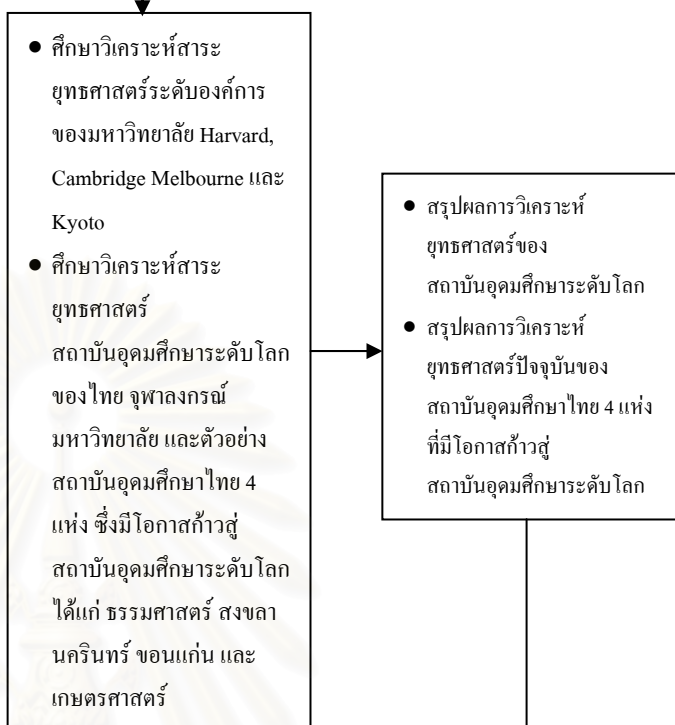 ● ศึกษาวิเคราะห์สาระ
ยุทธศาสตร์ระดับองค์การ
ของมหาวิทยาลัย Harvard,
Cambridge Melbourne และ
Kyoto
● ศึกษาวิเคราะห์สาระ
ยุทธศาสตร์
สถาบันอุดมศึกษาระดับโลก
ของไทย จุฬาลงกรณ์
มหาวิทยาลัย และตัวอย่าง
สถาบันอุดมศึกษาไทย 4
แห่ง ซึ่งมีโอกาสก้าวสู่
สถาบันอุดมศึกษาระดับโลก
ได้แก่ ธรรมศาสตร์ สงขลา
นครินทร์ ขอนแก่น และ
เกษตรศาสตร์
● สรุปผลการวิเคราะห์
ยุทธศาสตร์ของ
สถาบันอุดมศึกษาระดับโลก
● สรุปผลการวิเคราะห์
ยุทธศาสตร์ปัจจุบันของ
สถาบันอุดมศึกษาไทย 4 แห่ง
ที่มีโอกาสก้าวสู่
สถาบันอุดมศึกษาระดับโลก